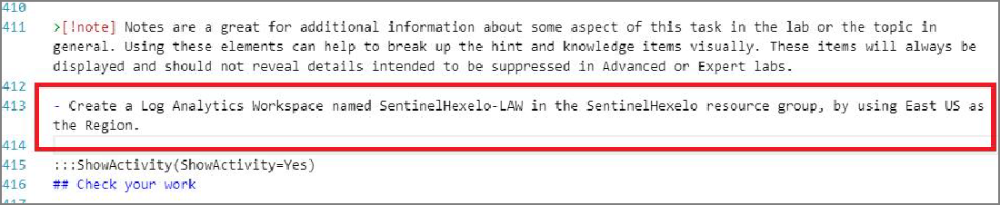 410
411 >[!note] Notes are a great for additional information about some aspect of this task in the lab or the topic in
general. Using these elements can help to break up the hint and knowledge items visually. These items will always be
displayed and should not reveal details intended to be suppressed in Advanced or Expert labs.
412
413 - Create a Log Analytics Workspace named SentinelHexelo-LAW in the SentinelHexelo resource group, by using East US as
the Region.
414
415 :::ShowActivity(ShowActivity=Yes)
416 ## Check your work
417